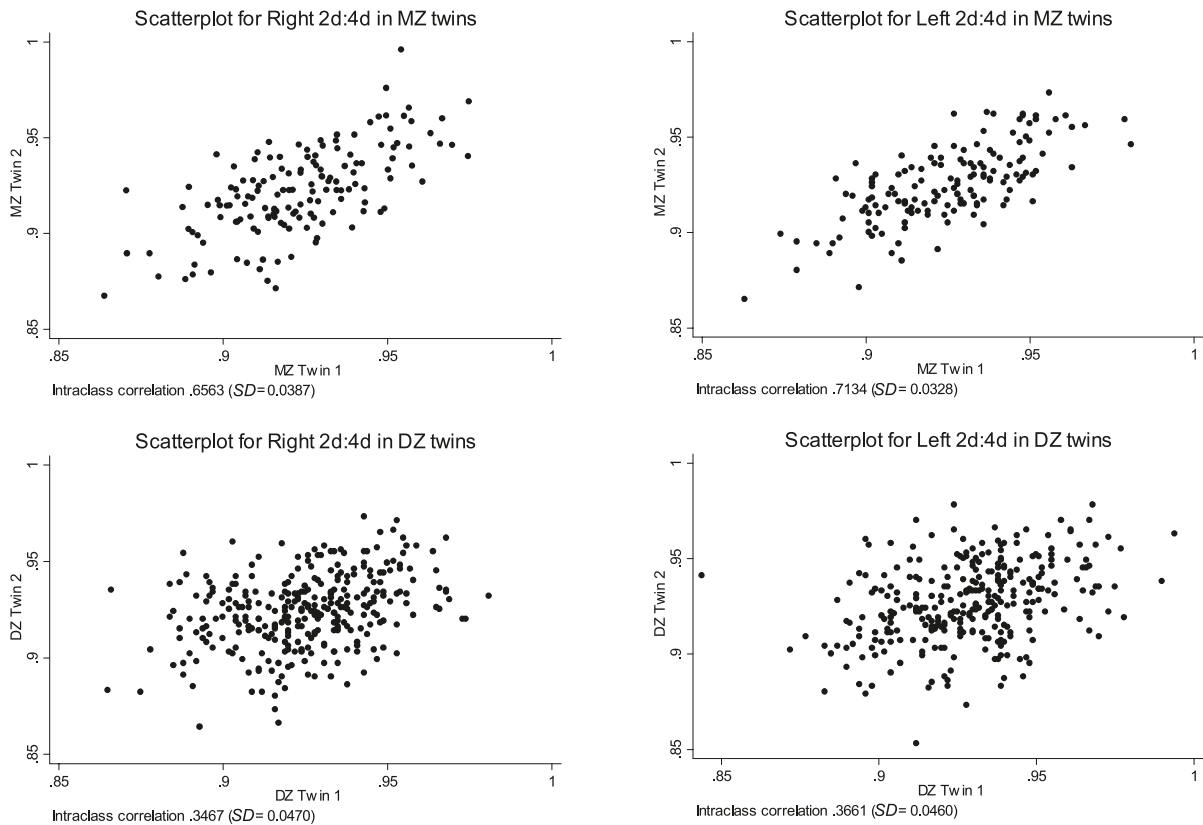 Scatterplot for Right 2d:4d in MZ twins
MZ Twin 2
1
.95
.9
.85
.85
.9
.95
1
MZ Twin 1
Intraclass correlation .6563 (SD= 0.0387)
Scatterplot for Left 2d:4d in MZ twins
MZ Twin 2
1
.95
.9
.85
.85
.9
.95
1
MZ Twin 1
Intraclass correlation .7134 (SD= 0.0328)
Scatterplot for Right 2d:4d in DZ twins
DZ Twin 2
1
.95
.9
.85
.85
.9
.95
1
DZ Twin 1
Intraclass correlation .3467 (SD= 0.0470)
Scatterplot for Left 2d:4d in DZ twins
DZ Twin 2
1
.95
.9
.85
.85
.9
.95
1
DZ Twin 1
Intraclass correlation .3661 (SD= 0.0460)